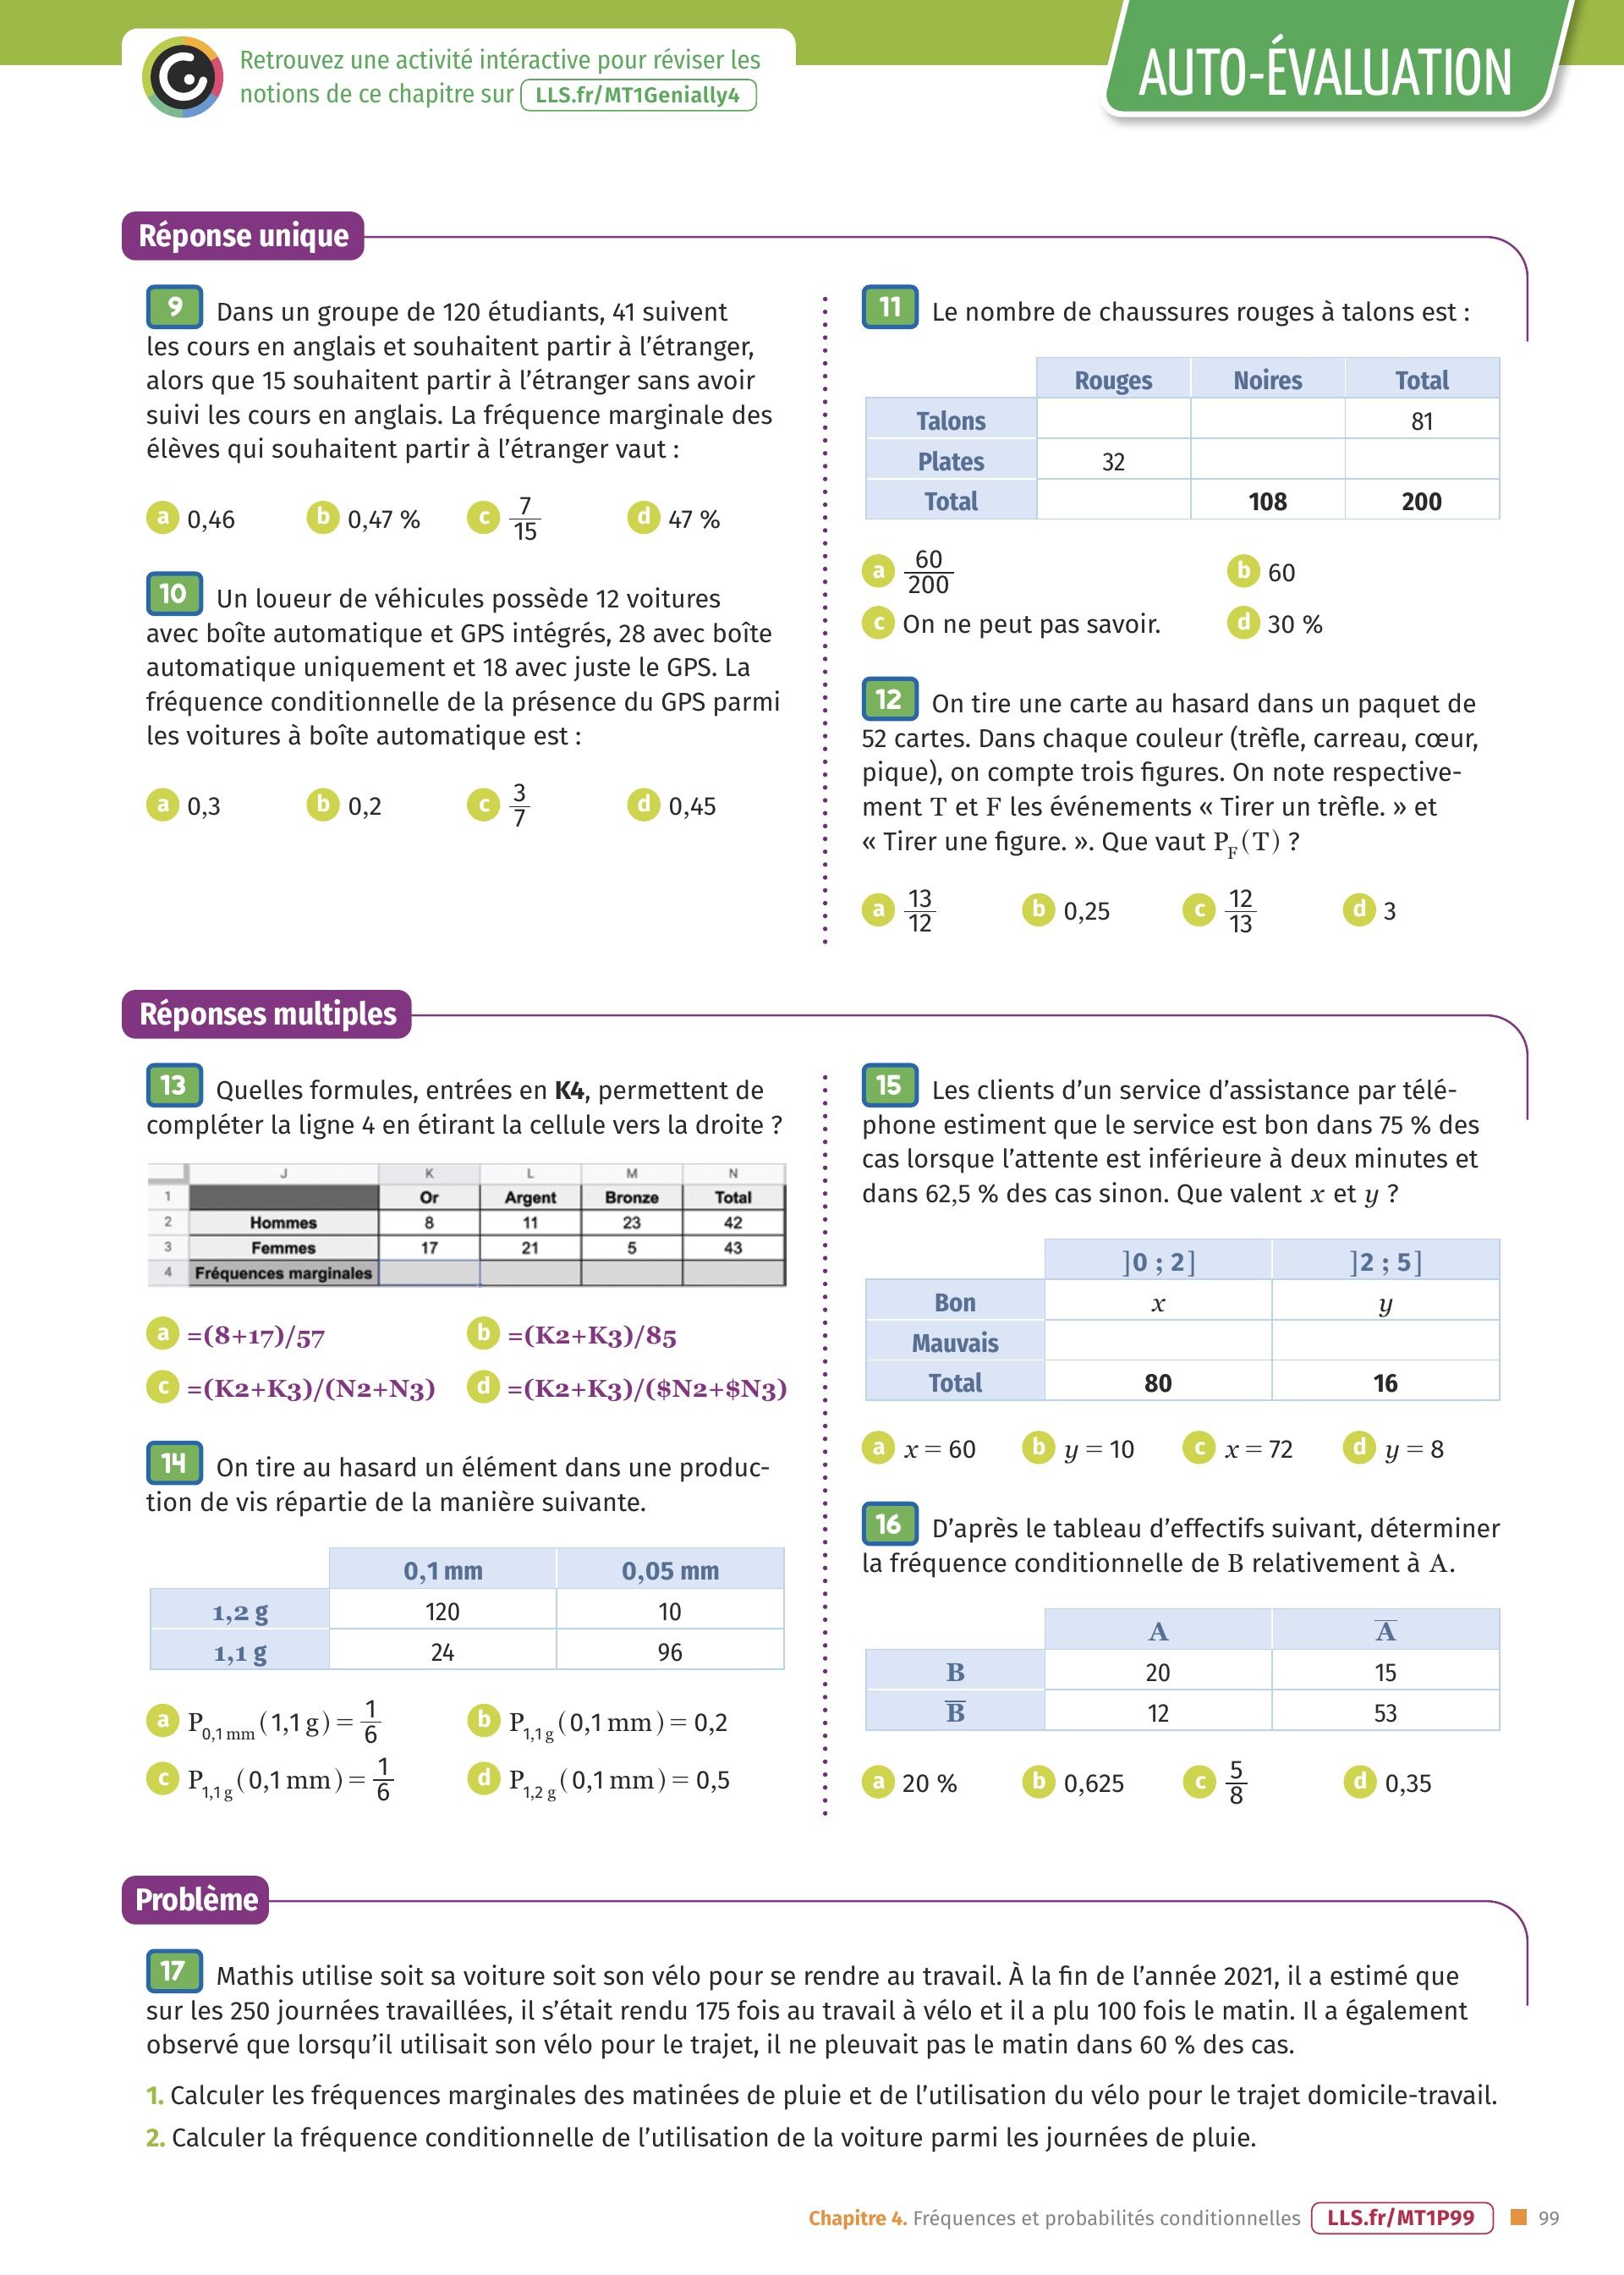 Retrouvez une activité intéractive pour réviser les
notions de ce chapitre sur LLS.fr/MT1Genially4
AUTO-ÉVALUATION
Réponse unique
9 Dans un groupe de 120 étudiants, 41 suivent
les cours en anglais et souhaitent partir à l’étranger,
alors que 15 souhaitent partir à l’étranger sans avoir
suivi les cours en anglais. La fréquence marginale des
élèves qui souhaitent partir à l’étranger vaut :
a 0,46 b 0,47 % c 7/15 d 47 %
10 Un loueur de véhicules possède 12 voitures
avec boîte automatique et GPS intégrés, 28 avec boîte
automatique uniquement et 18 avec juste le GPS. La
fréquence conditionnelle de la présence du GPS parmi
les voitures à boîte automatique est :
a 0,3 b 0,2 c 3/7 d 0,45
11 Le nombre de chaussures rouges à talons est :
Rouges Noires Total
Talons 81
Plates 32
Total 108 200
a 60/200 b 60
c On ne peut pas savoir. d 30 %
12 On tire une carte au hasard dans un paquet de
52 cartes. Dans chaque couleur (trèfle, carreau, cœur,
pique), on compte trois figures. On note respective-
ment T et F les événements « Tirer un trèfle. » et
« Tirer une figure. ». Que vaut P_F(T) ?
a 13/12 b 0,25 c 12/13 d 3
Réponses multiples
13 Quelles formules, entrées en K4, permettent de
compléter la ligne 4 en étirant la cellule vers la droite ?
J K L M N
1 Or Argent Bronze Total
2 Hommes 8 11 23 42
3 Femmes 17 21 5 43
4 Fréquences marginales
a =(8+17)/57 b =(K2+K3)/85
c =(K2+K3)/(N2+N3) d =(K2+K3)/($N2+$N3)
14 On tire au hasard un élément dans une produc-
tion de vis répartie de la manière suivante.
0,1 mm 0,05 mm
1,2 g 120 10
1,1 g 24 96
a P_0,1 mm(1,1 g) = 1/6 b P_1,1 g(0,1 mm) = 0,2
c P_1,1 g(0,1 mm) = 1/6 d P_1,2 g(0,1 mm) = 0,5
15 Les clients d’un service d’assistance par télé-
phone estiment que le service est bon dans 75 % des
cas lorsque l’attente est inférieure à deux minutes et
dans 62,5 % des cas sinon. Que valent x et y ?
]0 ; 2] ]2 ; 5]
Bon x y
Mauvais
Total 80 16
a x = 60 b y = 10 c x = 72 d y = 8
16 D’après le tableau d’effectifs suivant, déterminer
la fréquence conditionnelle de B relativement à A.
A A̅
B 20 15
B̅ 12 53
a 20 % b 0,625 c 5/8 d 0,35
Problème
17 Mathis utilise soit sa voiture soit son vélo pour se rendre au travail. À la fin de l’année 2021, il a estimé que
sur les 250 journées travaillées, il s’était rendu 175 fois au travail à vélo et il a plu 100 fois le matin. Il a également
observé que lorsqu’il utilisait son vélo pour le trajet, il ne pleuvait pas le matin dans 60 % des cas.
1. Calculer les fréquences marginales des matinées de pluie et de l’utilisation du vélo pour le trajet domicile-travail.
2. Calculer la fréquence conditionnelle de l’utilisation de la voiture parmi les journées de pluie.
Chapitre 4. Fréquences et probabilités conditionnelles LLS.fr/MT1P99 99